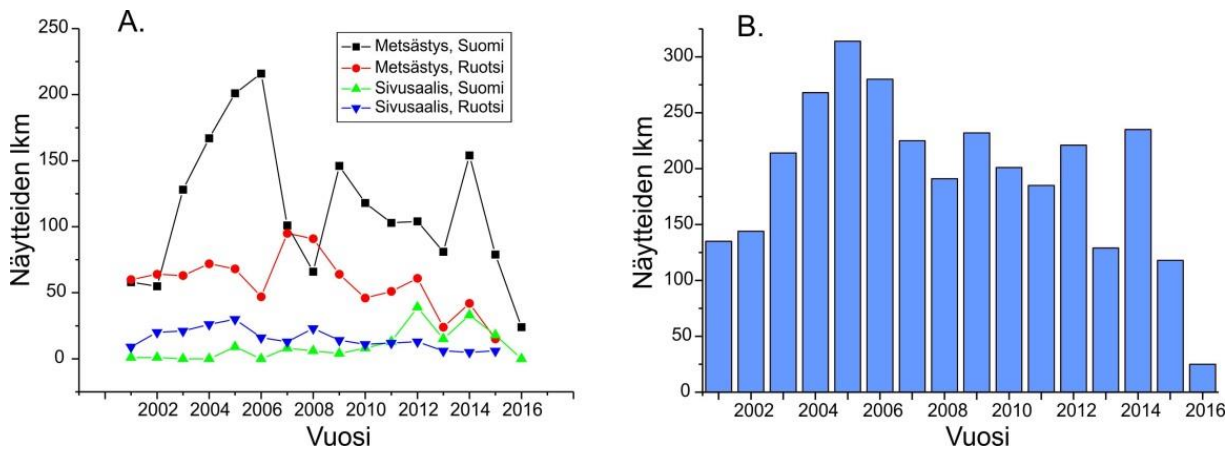 A.
250
200
150
100
50
0
Näytteiden lkm
Metsästys, Suomi
Metsästys, Ruotsi
Sivusaalis, Suomi
Sivusaalis, Ruotsi
2002 2004 2006 2008 2010 2012 2014 2016
Vuosi
B.
300
250
200
150
100
50
0
Näytteiden lkm
2002 2004 2006 2008 2010 2012 2014 2016
Vuosi